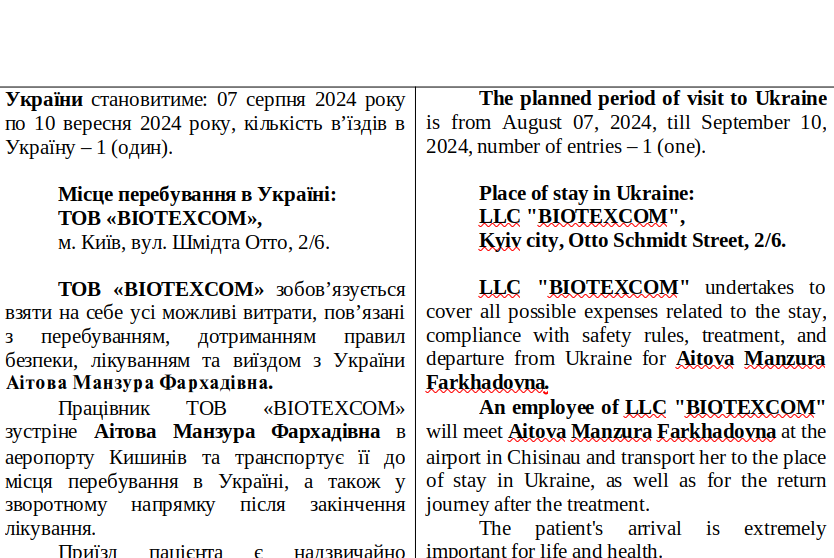 України становитиме: 07 серпня 2024 року
по 10 вересня 2024 року, кількість в’їздів в
Україну – 1 (один).
Місце перебування в Україні:
ТОВ «BIOTEXCOM»,
м. Київ, вул. Шмідта Отто, 2/6.
ТОВ «BIOTEXCOM» зобов’язується
взяти на себе усі можливі витрати, пов’язані
з перебуванням, дотриманням правил
безпеки, лікуванням та виїздом з України
Аітова Манзура Фархадівна.
Працівник ТОВ «BIOTEXCOM»
зустріне Аітова Манзура Фархадівна в
аеропорту Кишинів та транспортує її до
місця перебування в Україні, а також у
зворотному напрямку після закінчення
лікування.
Приїзд пацієнта є надзвичайно
The planned period of visit to Ukraine
is from August 07, 2024, till September 10,
2024, number of entries – 1 (one).
Place of stay in Ukraine:
LLC "BIOTEXCOM",
Kyiv city, Otto Schmidt Street, 2/6.
LLC "BIOTEXCOM" undertakes to
cover all possible expenses related to the stay,
compliance with safety rules, treatment, and
departure from Ukraine for Aitova Manzura
Farkhadovna.
An employee of LLC "BIOTEXCOM"
will meet Aitova Manzura Farkhadovna at the
airport in Chisinau and transport her to the place
of stay in Ukraine, as well as for the return
journey after the treatment.
The patient's arrival is extremely
important for life and health.